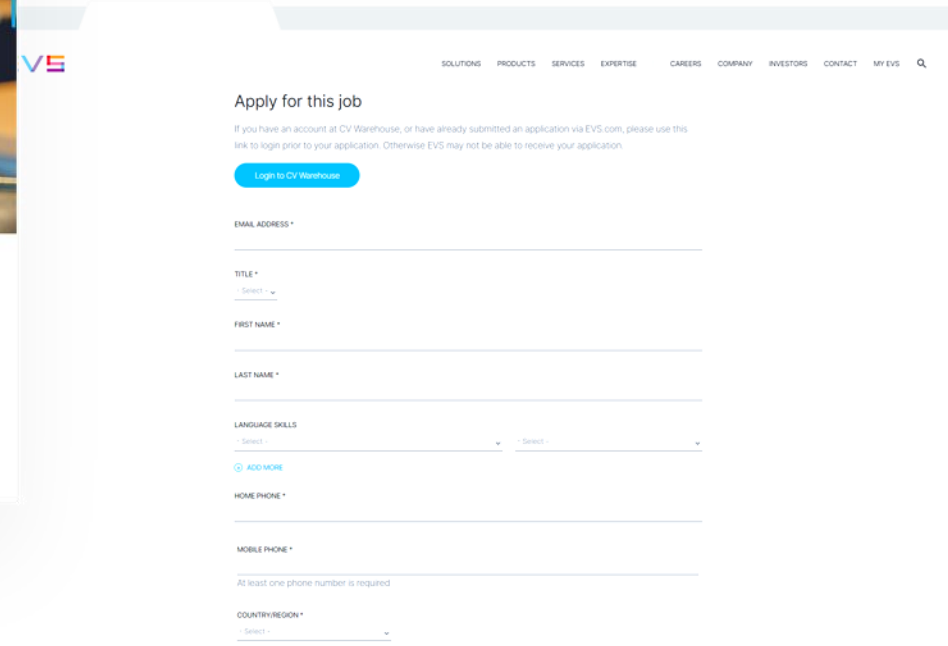 EVS
SOLUTIONS PRODUCTS SERVICES EXPERTISE CAREERS COMPANY INVESTORS CONTACT MY EVS
Apply for this job
If you have an account at CV Warehouse, or have already submitted an application via EVS.com, please use this
link to login prior to your application. Otherwise EVS may not be able to receive your application.
Login to CV Warehouse
EMAIL ADDRESS *
TITLE *
- Select -
FIRST NAME *
LAST NAME *
LANGUAGE SKILLS
- Select - - Select -
ADD MORE
HOME PHONE *
MOBILE PHONE *
At least one phone number is required
COUNTRY/REGION *
- Select -